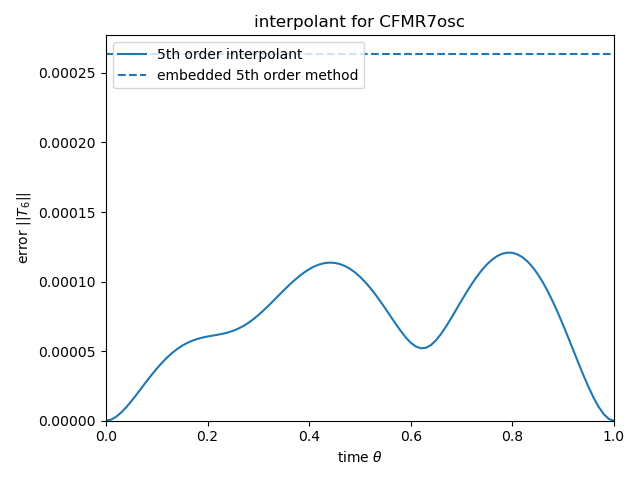 interpolant for CFMR7osc
5th order interpolant
embedded 5th order method
0.00025
0.00020
0.00015
0.00010
0.00005
0.00000
error ||T₆||
0.0
0.2
0.4
0.6
0.8
1.0
time θ